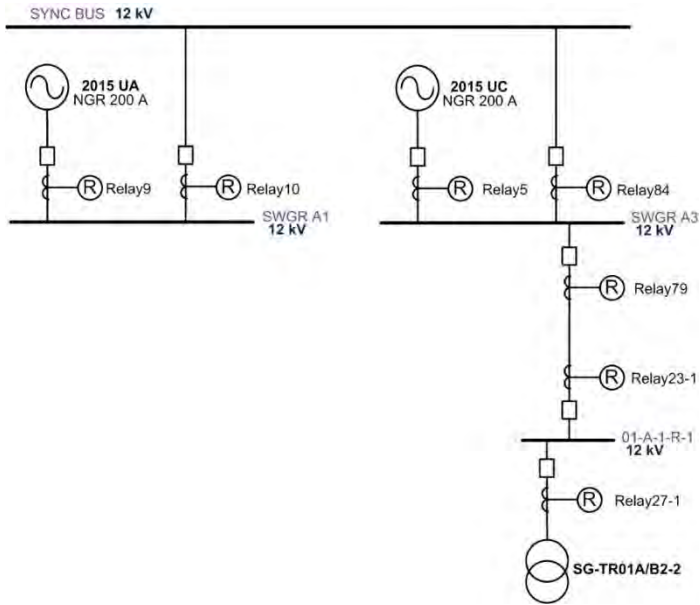 SYNC BUS 12 kV
2015 UA
NGR 200 A
2015 UC
NGR 200 A
R Relay9
R Relay10
R Relay5
R Relay84
SWGR A1
12 kV
SWGR A3
12 kV
R Relay79
R Relay23-1
01-A-1-R-1
12 kV
R Relay27-1
SG-TR01A/B2-2